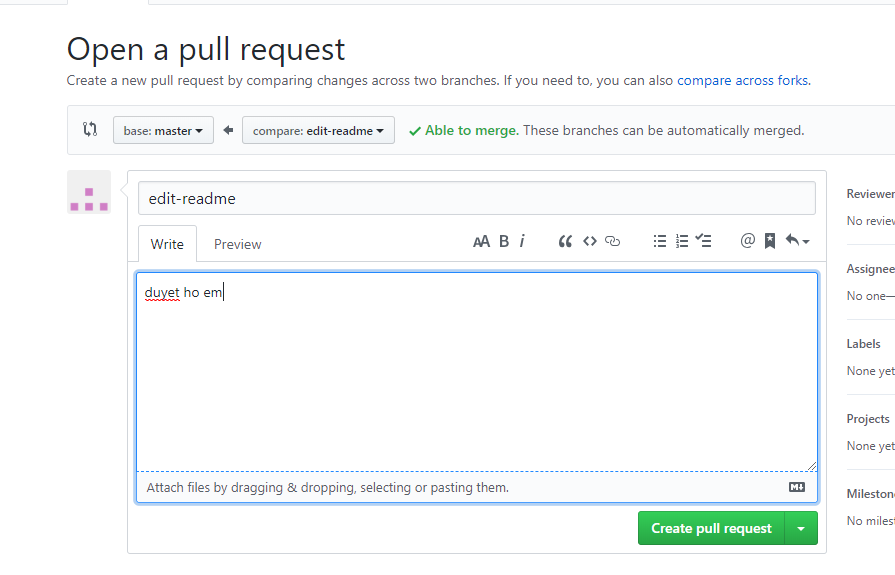 Open a pull request
Create a new pull request by comparing changes across two branches. If you need to, you can also compare across forks.
base: master compare: edit-readme Able to merge. These branches can be automatically merged.
edit-readme
Write Preview AA B i @
duyet ho em
Attach files by dragging & dropping, selecting or pasting them.
Create pull request
Reviewer
No review
Assignee
No one—
Labels
None yet
Projects
None yet
Mileston
No milest